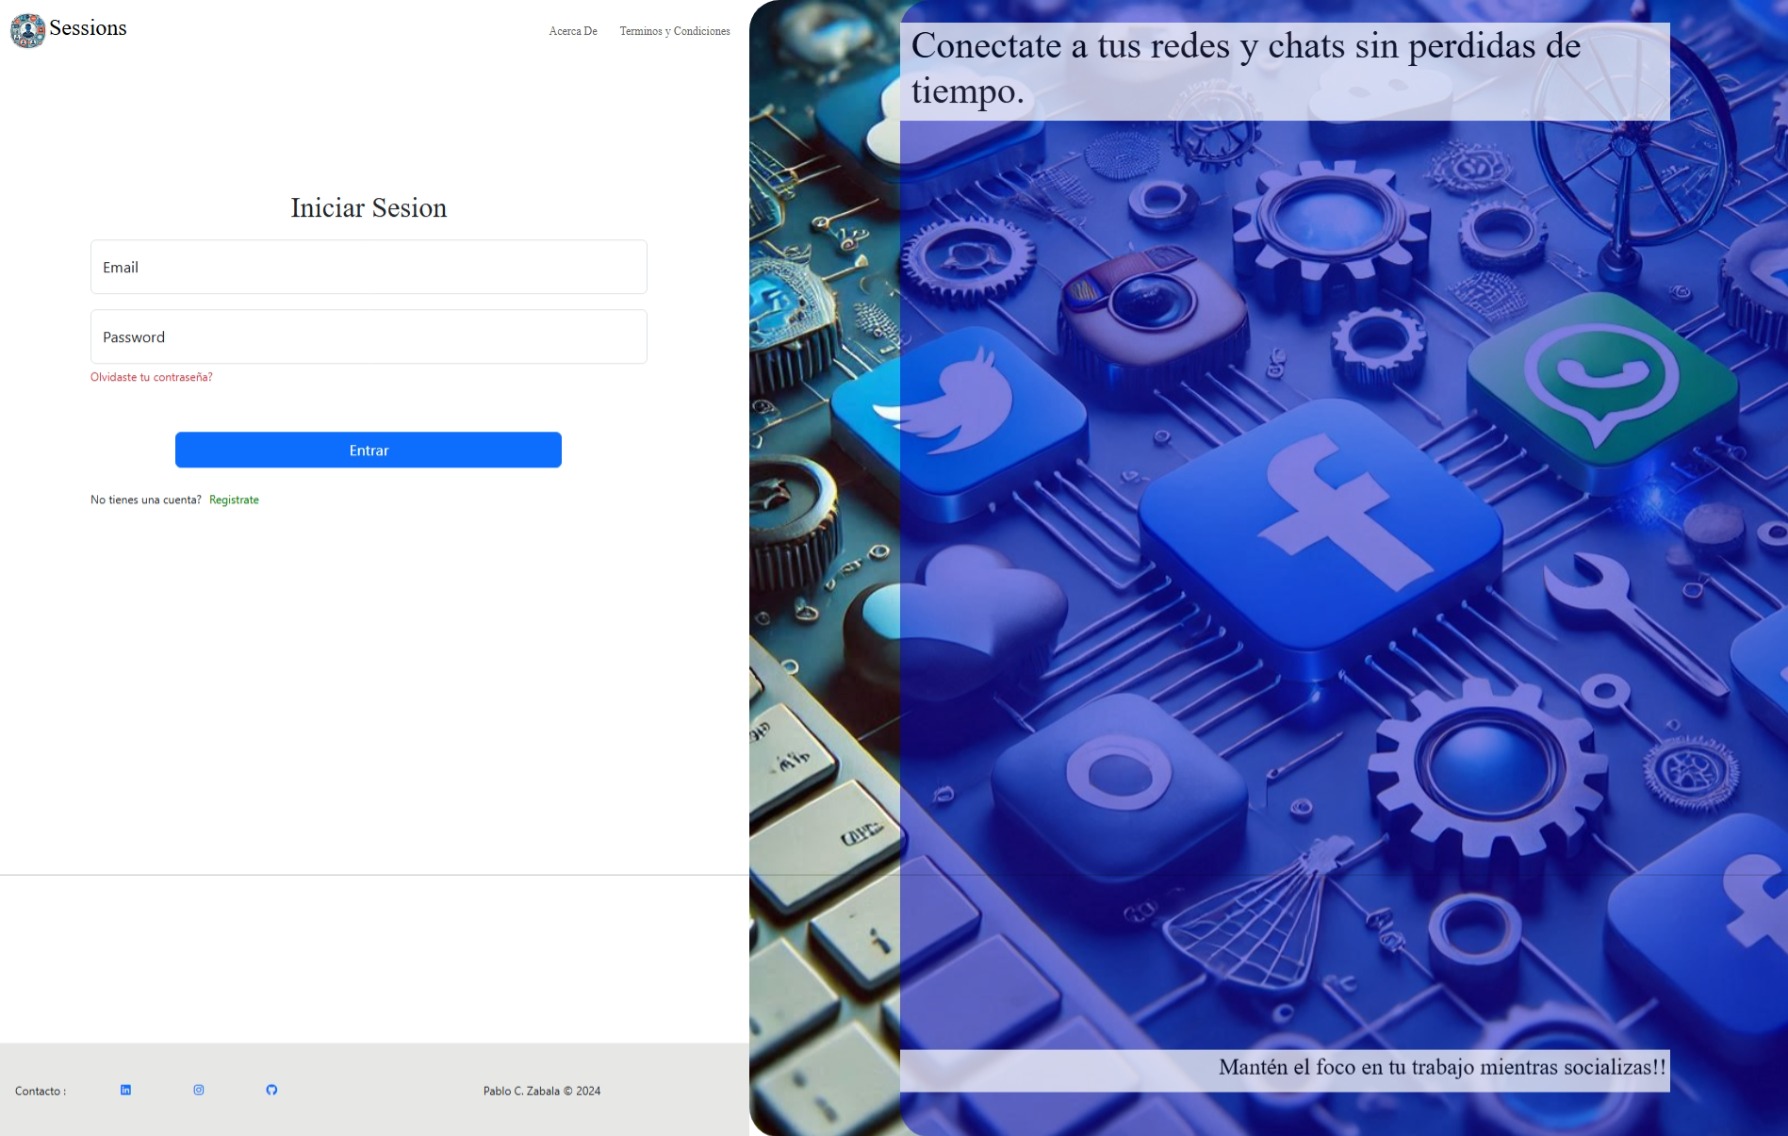 Sessions
Acerca De
Terminos y Condiciones
Iniciar Sesion
Email
Password
Olvidaste tu contraseña?
Entrar
No tienes una cuenta? Registrate
Contacto :
Pablo C. Zabala © 2024
Conectate a tus redes y chats sin perdidas de
tiempo.
Mantén el foco en tu trabajo mientras socializas!!